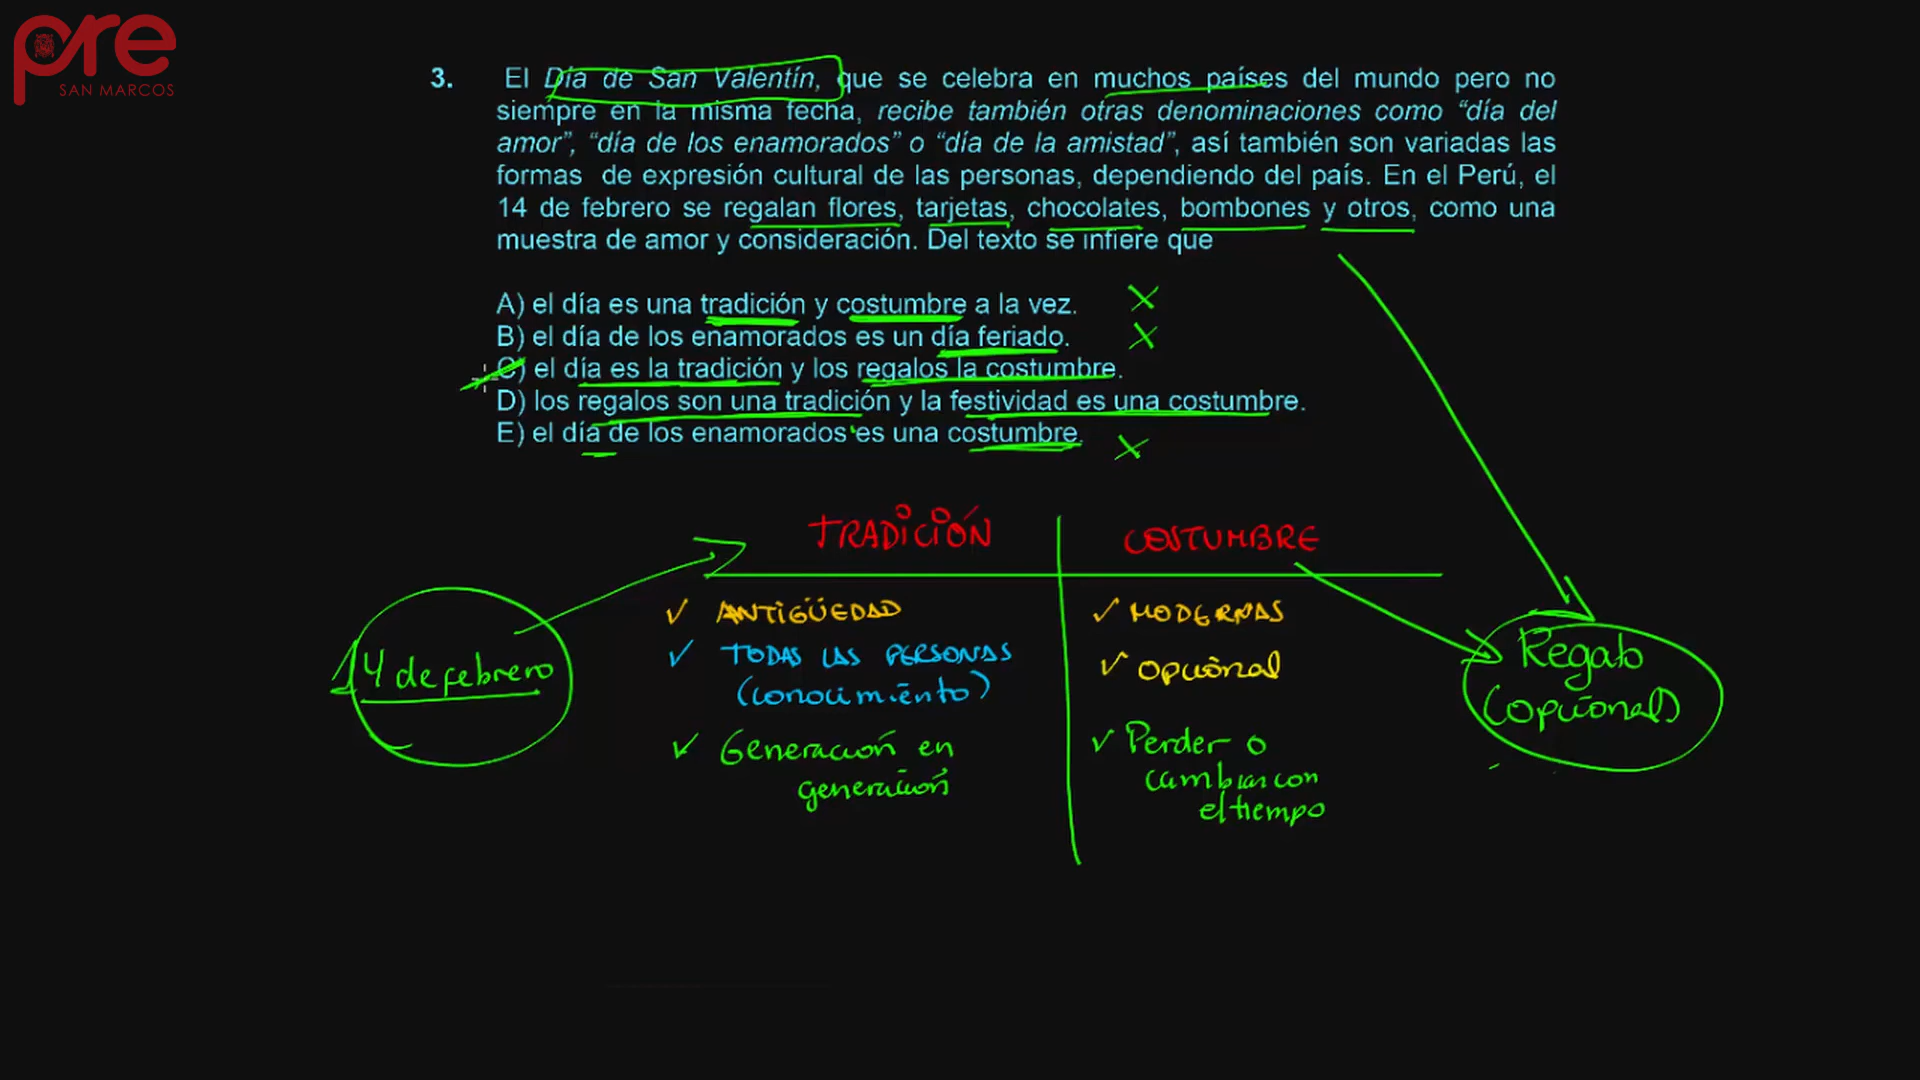 pre
SAN MARCOS
3. El Día de San Valentín, que se celebra en muchos países del mundo pero no
siempre en la misma fecha, recibe también otras denominaciones como “día del
amor”, “día de los enamorados” o “día de la amistad”, así también son variadas las
formas de expresión cultural de las personas, dependiendo del país. En el Perú, el
14 de febrero se regalan flores, tarjetas, chocolates, bombones y otros, como una
muestra de amor y consideración. Del texto se infiere que
A) el día es una tradición y costumbre a la vez.
B) el día de los enamorados es un día feriado.
C) el día es la tradición y los regalos la costumbre.
D) los regalos son una tradición y la festividad es una costumbre.
E) el día de los enamorados es una costumbre.
TRADICIÓN
COSTUMBRE
✓ ANTIGÜEDAD
✓ MODERNAS
✓ TODAS LAS PERSONAS
(conocimiento)
✓ opcional
✓ Generación en
generación
✓ Perder o
cambiar con
el tiempo
14 de febrero
Regalo
(opcional)